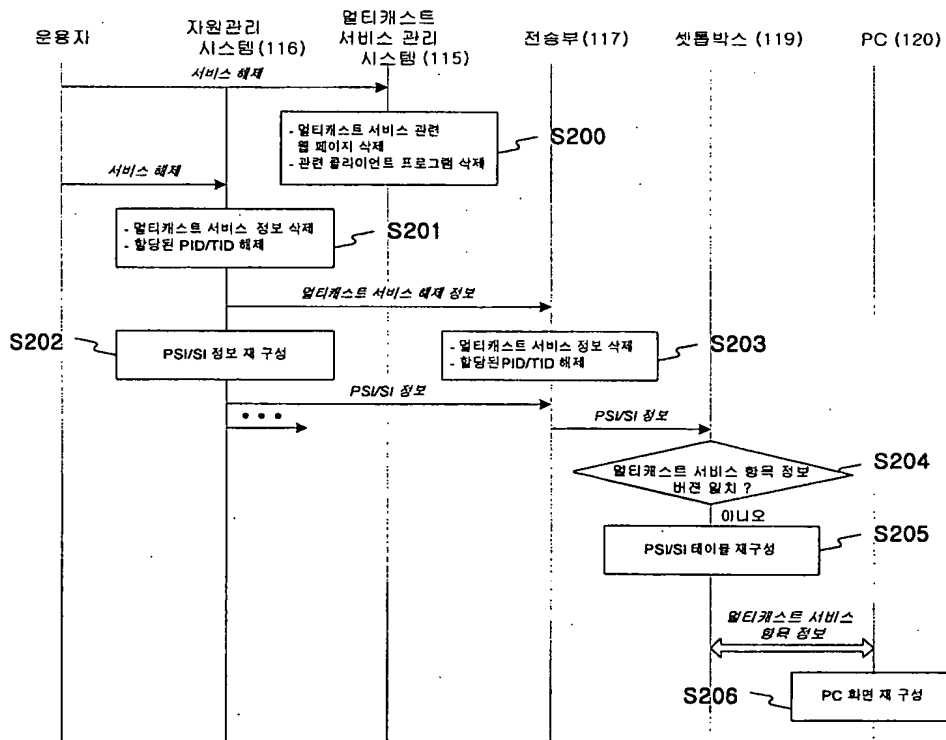 운용자
자원관리
시스템(116)
멀티캐스트
서비스 관리
시스템(115)
전송부(117)
셋톱박스(119)
PC(120)
서비스 해제
- 멀티캐스트 서비스 관련
웹 페이지 삭제
- 관련 클라이언트 프로그램 삭제
S200
서비스 해제
- 멀티캐스트 서비스 정보 삭제
- 할당된 PID/TID 해제
S201
멀티캐스트 서비스 해제 정보
S202
PSI/SI 정보 재 구성
- 멀티캐스트 서비스 정보 삭제
- 할당된PID/TID 해제
S203
PSI/SI 정보
•••
PSI/SI 정보
멀티캐스트 서비스 항목 정보
버젼 일치 ?
S204
아니오
PSI/SI 테이블 재구성
S205
멀티캐스트 서비스
항목 정보
S206
PC 화면 재 구성